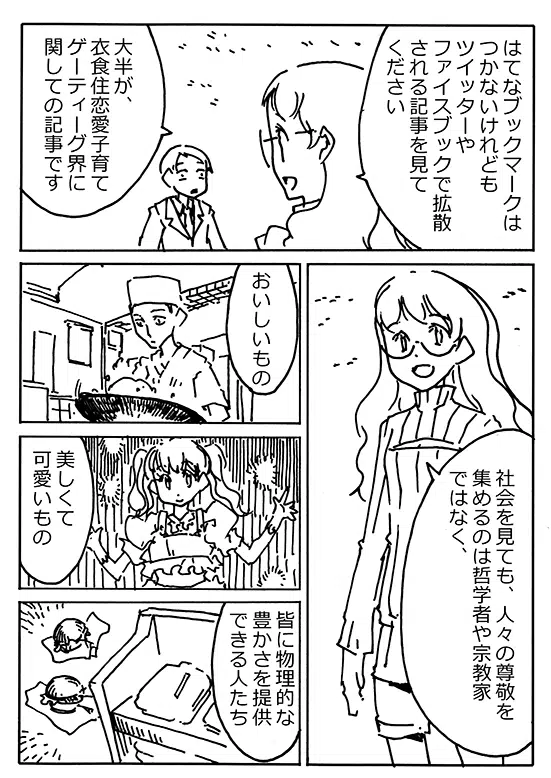 はてなブックマークは
つかないけれども
ツイッターや
ファイスブックで拡散
される記事を見て
ください
大半が、
衣食住恋愛子育て
ゲーティーグ界に
関しての記事です
社会を見ても、人々の尊敬を
集めるのは哲学者や宗教家
ではなく、
おいしいもの
美しくて
可愛いもの
皆に物理的な
豊かさを提供
できる人たち